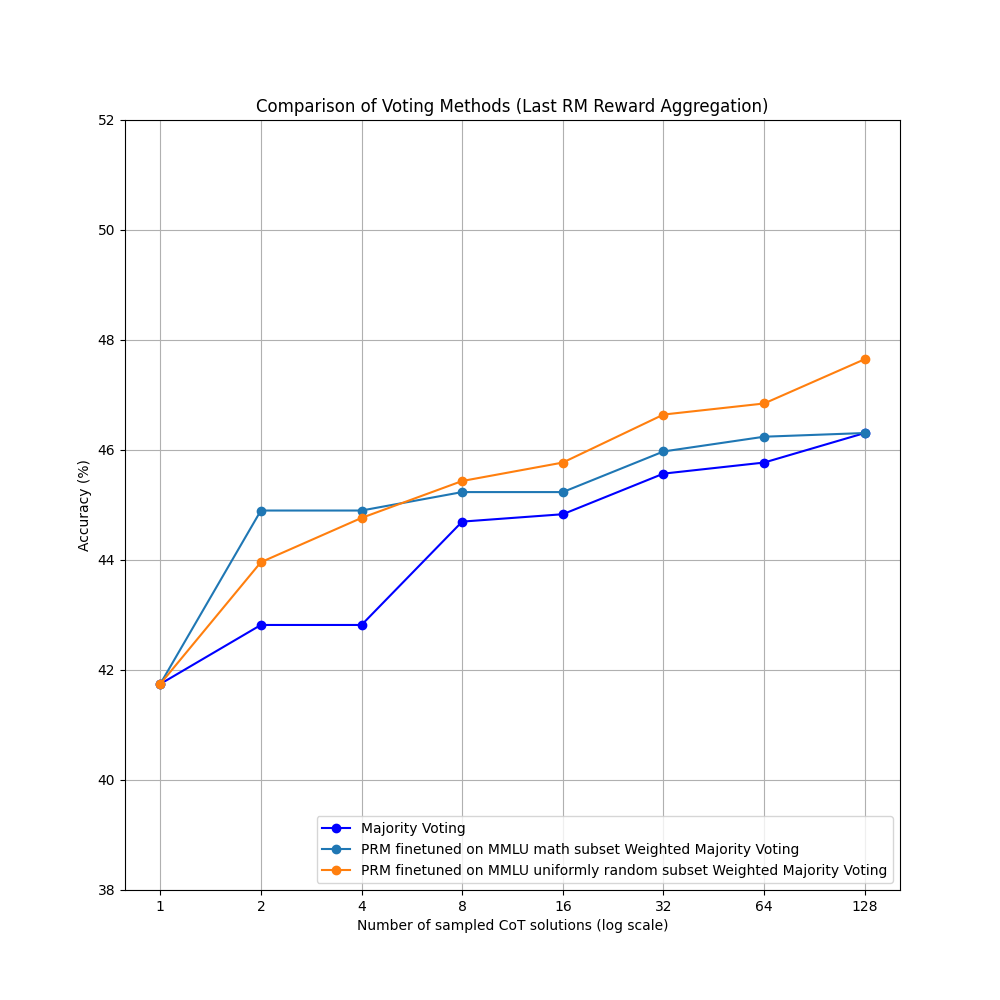 Comparison of Voting Methods (Last RM Reward Aggregation)
52
50
48
46
44
42
40
38
Accuracy (%)
Majority Voting
PRM finetuned on MMLU math subset Weighted Majority Voting
PRM finetuned on MMLU uniformly random subset Weighted Majority Voting
1 2 4 8 16 32 64 128
Number of sampled CoT solutions (log scale)